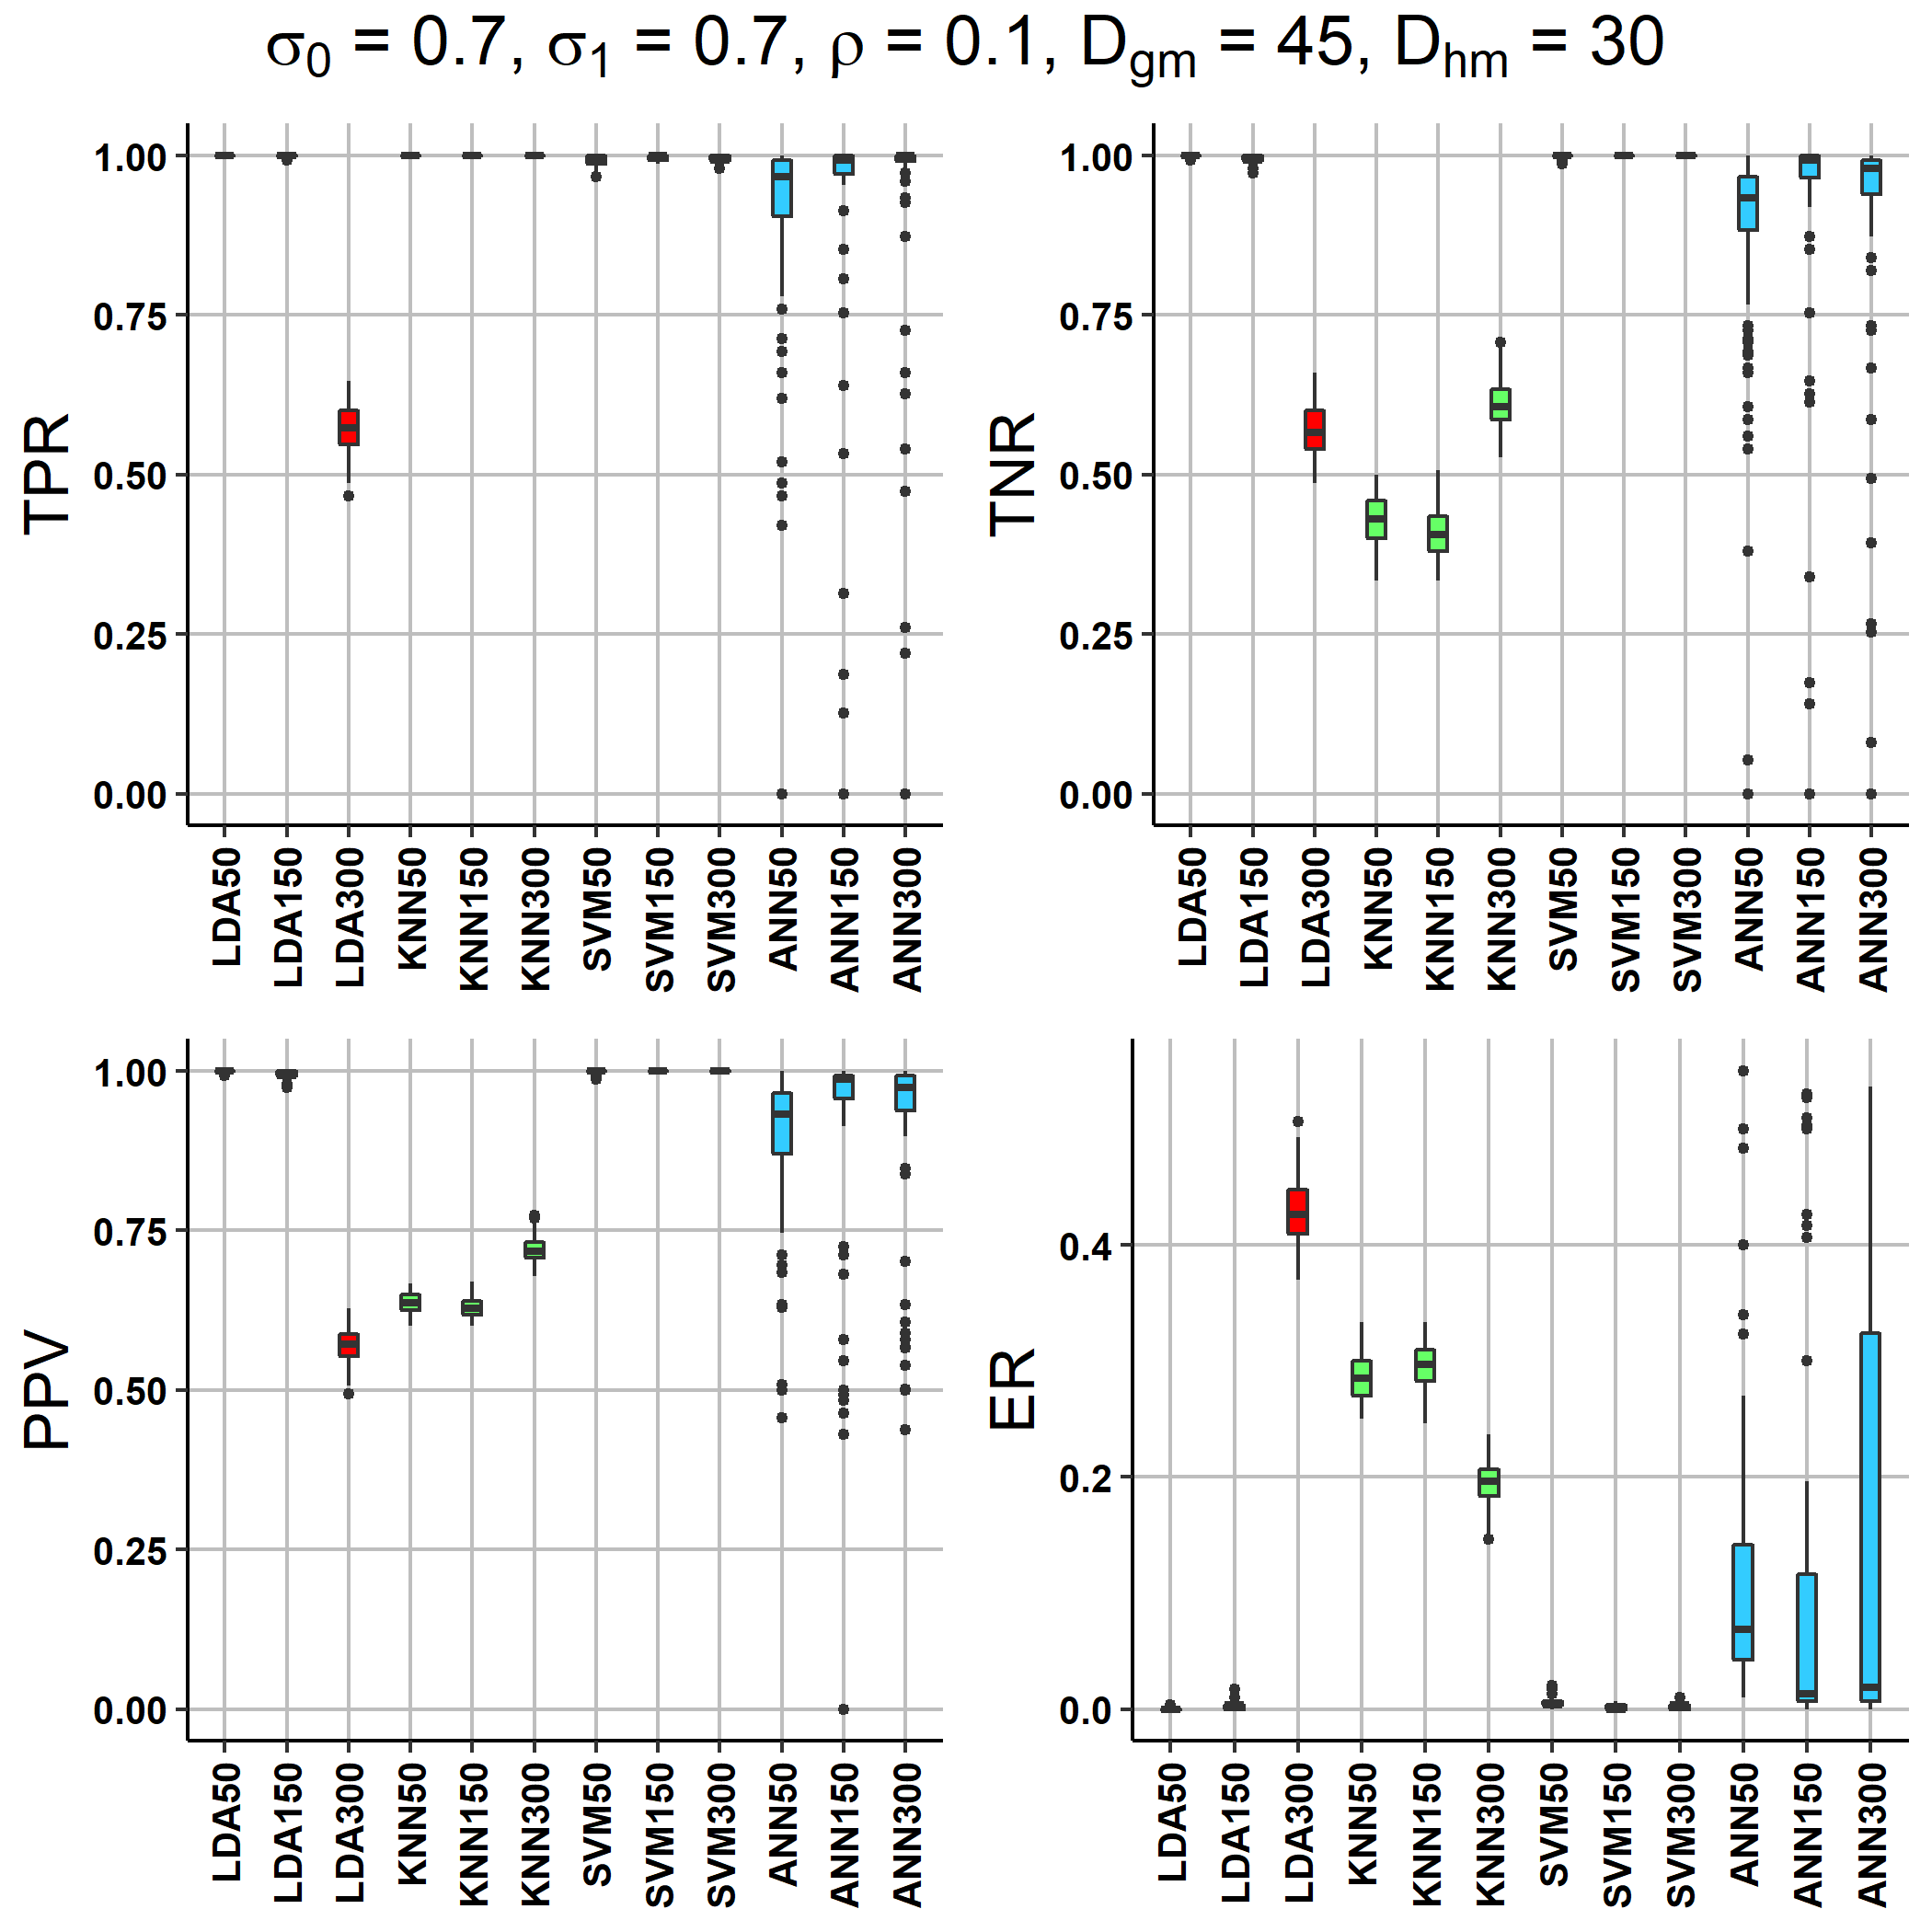 σ0 = 0.7, σ1 = 0.7, ρ = 0.1, Dgm = 45, Dhm = 30
TPR
1.00
0.75
0.50
0.25
0.00
LDA50
LDA150
LDA300
KNN50
KNN150
KNN300
SVM50
SVM150
SVM300
ANN50
ANN150
ANN300
TNR
1.00
0.75
0.50
0.25
0.00
LDA50
LDA150
LDA300
KNN50
KNN150
KNN300
SVM50
SVM150
SVM300
ANN50
ANN150
ANN300
PPV
1.00
0.75
0.50
0.25
0.00
LDA50
LDA150
LDA300
KNN50
KNN150
KNN300
SVM50
SVM150
SVM300
ANN50
ANN150
ANN300
ER
0.4
0.2
0.0
LDA50
LDA150
LDA300
KNN50
KNN150
KNN300
SVM50
SVM150
SVM300
ANN50
ANN150
ANN300